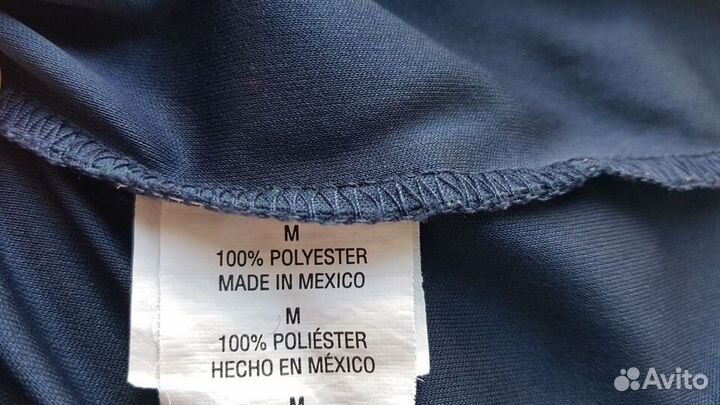 M
100% POLYESTER
MADE IN MEXICO
M
100% POLIÉSTER
HECHO EN MÉXICO
M
Avito